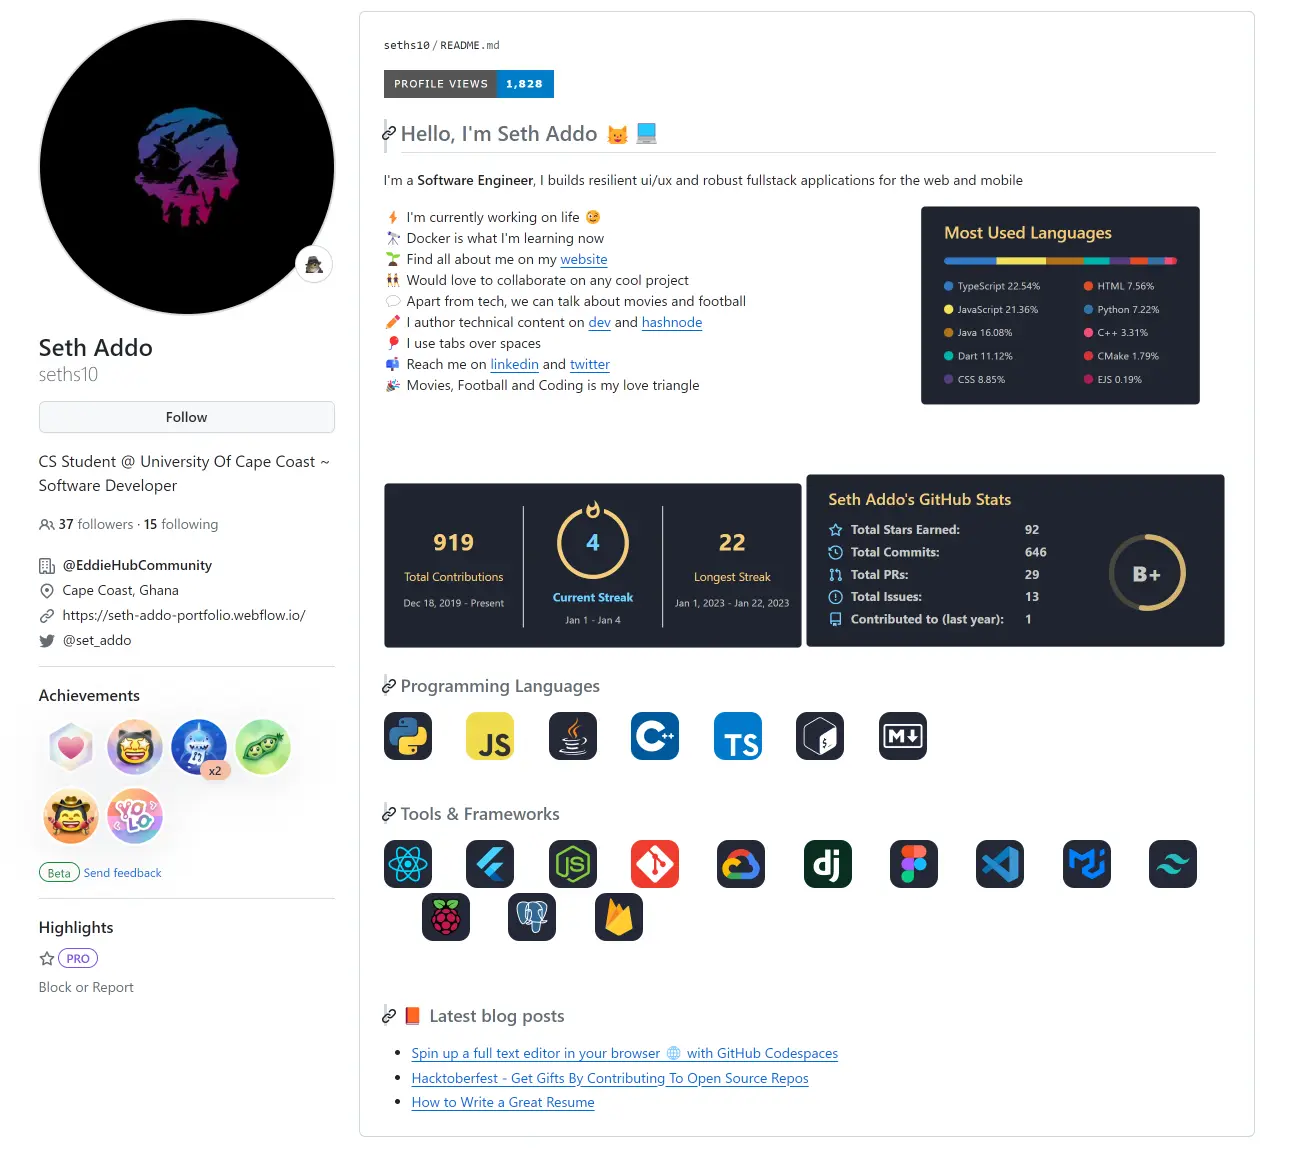 Seth Addo
seths10
Follow
CS Student @ University Of Cape Coast ~
Software Developer
37 followers · 15 following
@EddieHubCommunity
Cape Coast, Ghana
https://seth-addo-portfolio.webflow.io/
@set_addo
Achievements
x2
YOLO
Beta Send feedback
Highlights
PRO
Block or Report
seths10/README.md
PROFILE VIEWS 1,828
Hello, I'm Seth Addo 😺 💻
I'm a Software Engineer, I builds resilient ui/ux and robust fullstack applications for the web and mobile
⚡ I'm currently working on life 😉
🔭 Docker is what I'm learning now
🌱 Find all about me on my website
👯 Would love to collaborate on any cool project
💬 Apart from tech, we can talk about movies and football
✏️ I author technical content on dev and hashnode
🏓 I use tabs over spaces
📫 Reach me on linkedin and twitter
🎉 Movies, Football and Coding is my love triangle
Most Used Languages
TypeScript 22.54%
JavaScript 21.36%
Java 16.08%
Dart 11.12%
CSS 8.85%
HTML 7.56%
Python 7.22%
C++ 3.31%
CMake 1.79%
EJS 0.19%
919
Total Contributions
Dec 18, 2019 - Present
4
Current Streak
Jan 1 - Jan 4
22
Longest Streak
Jan 1, 2023 - Jan 22, 2023
Seth Addo's GitHub Stats
Total Stars Earned: 92
Total Commits: 646
Total PRs: 29
Total Issues: 13
Contributed to (last year): 1
B+
Programming Languages
JS C++ TS $ M
Tools & Frameworks
JS dj
📙 Latest blog posts
Spin up a full text editor in your browser 🌐 with GitHub Codespaces
Hacktoberfest - Get Gifts By Contributing To Open Source Repos
How to Write a Great Resume